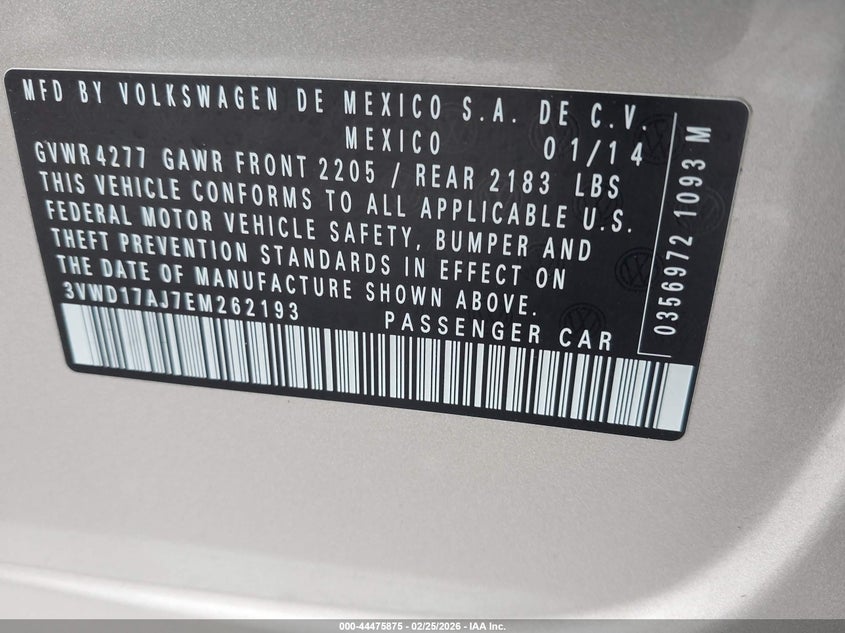 MFD BY VOLKSWAGEN DE MEXICO S.A. DE C.V.
MEXICO 01/14
GVWR 4277 GAWR FRONT 2205 / REAR 2183 LBS
THIS VEHICLE CONFORMS TO ALL APPLICABLE U.S.
FEDERAL MOTOR VEHICLE SAFETY, BUMPER AND
THEFT PREVENTION STANDARDS IN EFFECT ON
THE DATE OF MANUFACTURE SHOWN ABOVE.
3VWD17AJ7EM262193
PASSENGER CAR
0356972 1093 M
000-44475875 - 02/25/2026 - IAA Inc.